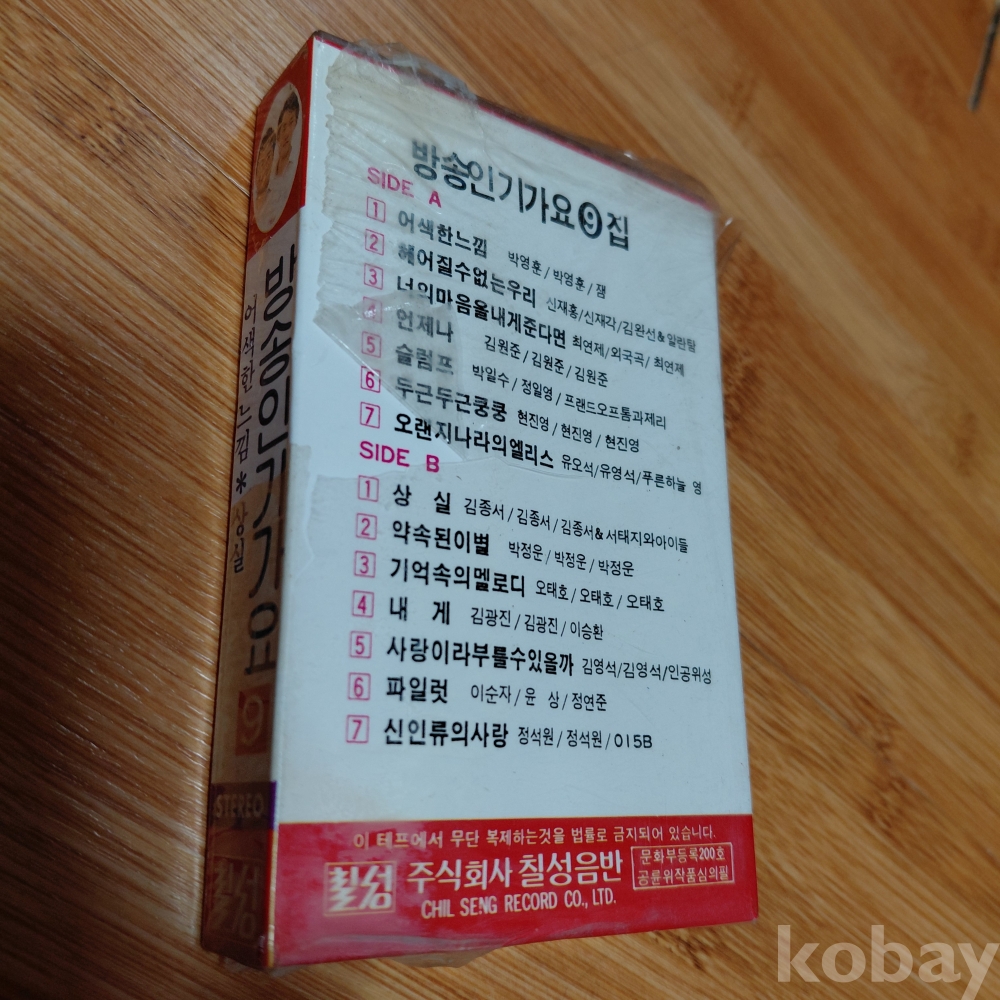 방송인기가요❾집
SIDE A
1 어색한느낌 박영훈/박영훈/잼
2 헤어질수없는우리 신재홍/신재각/김완선&알란탐
3 너의마음을내게준다면 최연제/외국곡/최연제
4 언제나 김원준/김원준/김원준
5 슬럼프 박일수/정일영/프랜드오프톰과제리
6 두근두근쿵쿵 현진영/현진영/현진영
7 오랜지나라의엘리스 유오석/유영석/푸른하늘 영
SIDE B
1 상 실 김종서/김종서/김종서&서태지와아이들
2 약속된이별 박정운/박정운/박정운
3 기억속의멜로디 오태호/오태호/오태호
4 내 게 김광진/김광진/이승환
5 사랑이라부를수있을까 김영석/김영석/인공위성
6 파일럿 이순자/윤 상/정연준
7 신인류의사랑 정석원/정석원/015B
이 테프에서 무단 복제하는것을 법률로 금지되어 있습니다.
칠성 주식회사 칠성음반
CHIL SENG RECORD CO., LTD.
문화부등록200호
공륜위작품심의필
방송인기가요 9
어색한느낌 * 상실
STEREO
칠성
kobay